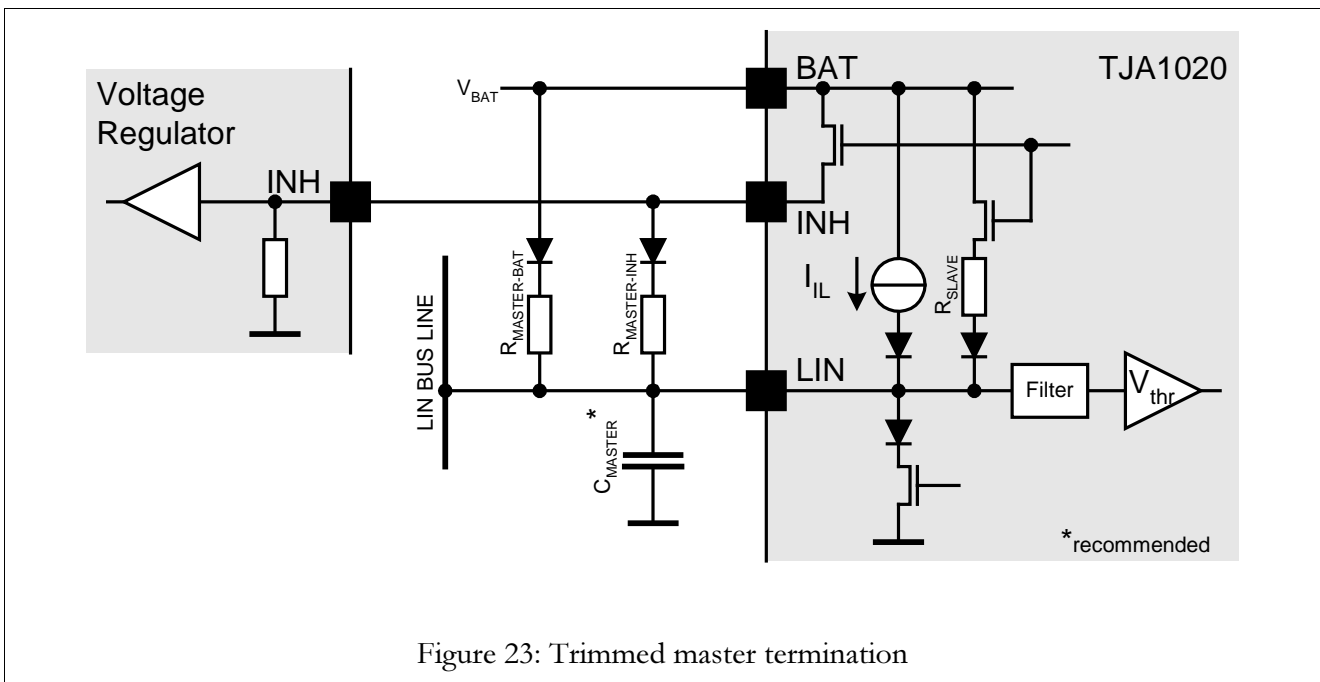 Voltage
Regulator
INH
V_BAT
BAT
TJA1020
INH
R_MASTER-BAT
R_MASTER-INH
I_IL
R_SLAVE
LIN BUS LINE
LIN
Filter
V_thr
C_MASTER*
*recommended
Figure 23: Trimmed master termination